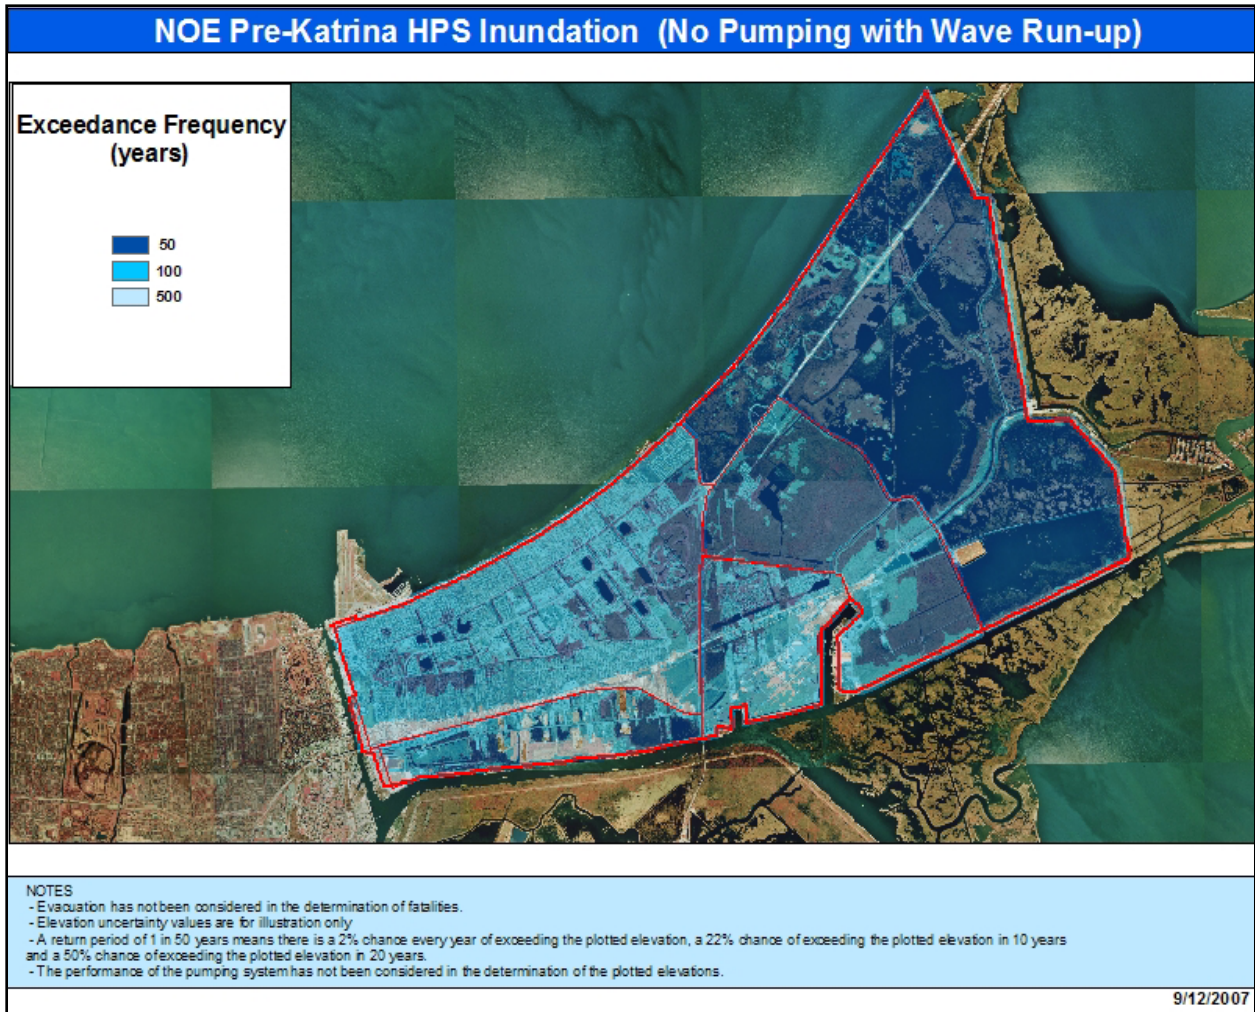 NOE Pre-Katrina HPS Inundation (No Pumping with Wave Run-up)
Exceedance Frequency
(years)
50
100
500
NOTES
- Evacuation has not been considered in the determination of fatalities.
- Elevation uncertainty values are for illustration only
- A return period of 1 in 50 years means there is a 2% chance every year of exceeding the plotted elevation, a 22% chance of exceeding the plotted elevation in 10 years
and a 50% chance of exceeding the plotted elevation in 20 years.
- The performance of the pumping system has not been considered in the determination of the plotted elevations.
9/12/2007